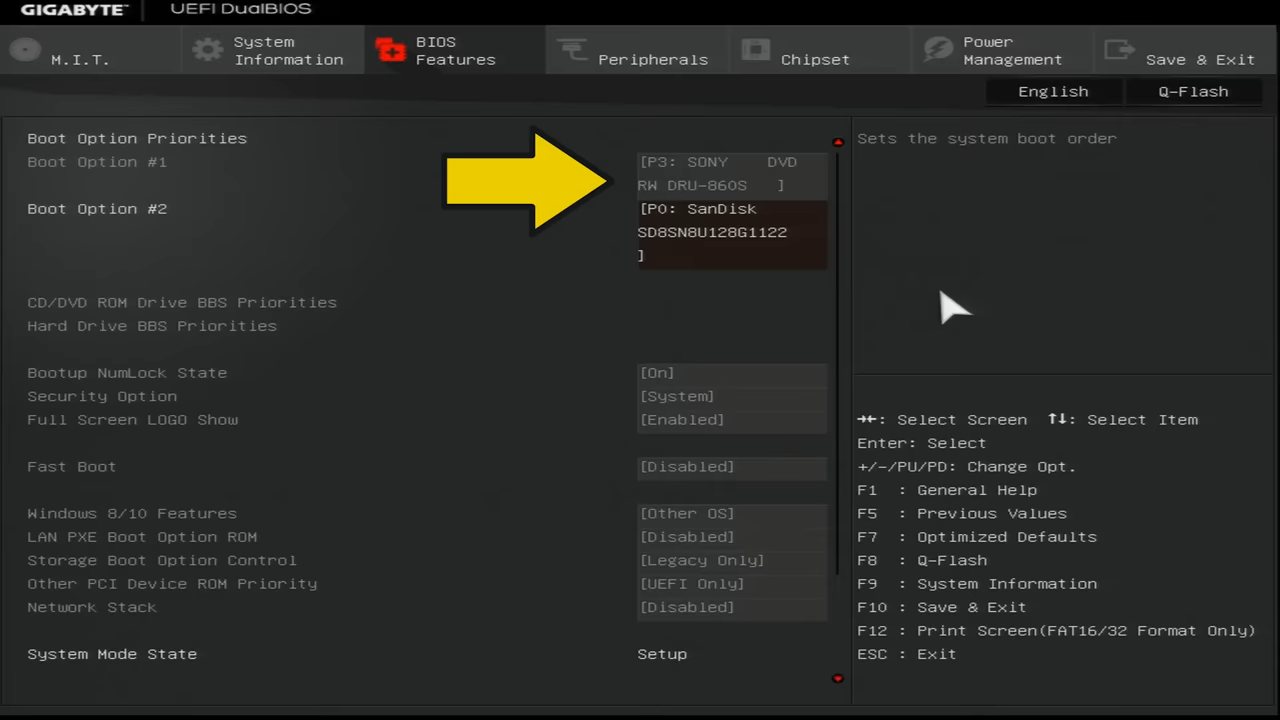 GIGABYTE™ UEFI DualBIOS
M.I.T. System Information BIOS Features Peripherals Chipset Power Management Save & Exit
English Q-Flash
Boot Option Priorities
Boot Option #1 [P3: SONY DVD
RW DRU-860S ]
Boot Option #2 [P0: SanDisk
SD8SN8U128G1122
]
CD/DVD ROM Drive BBS Priorities
Hard Drive BBS Priorities
Bootup NumLock State [On]
Security Option [System]
Full Screen LOGO Show [Enabled]
Fast Boot [Disabled]
Windows 8/10 Features [Other OS]
LAN PXE Boot Option ROM [Disabled]
Storage Boot Option Control [Legacy Only]
Other PCI Device ROM Priority [UEFI Only]
Network Stack [Disabled]
System Mode State Setup
Sets the system boot order
→←: Select Screen ↑↓: Select Item
Enter: Select
+/-/PU/PD: Change Opt.
F1 : General Help
F5 : Previous Values
F7 : Optimized Defaults
F8 : Q-Flash
F9 : System Information
F10 : Save & Exit
F12 : Print Screen(FAT16/32 Format Only)
ESC : Exit